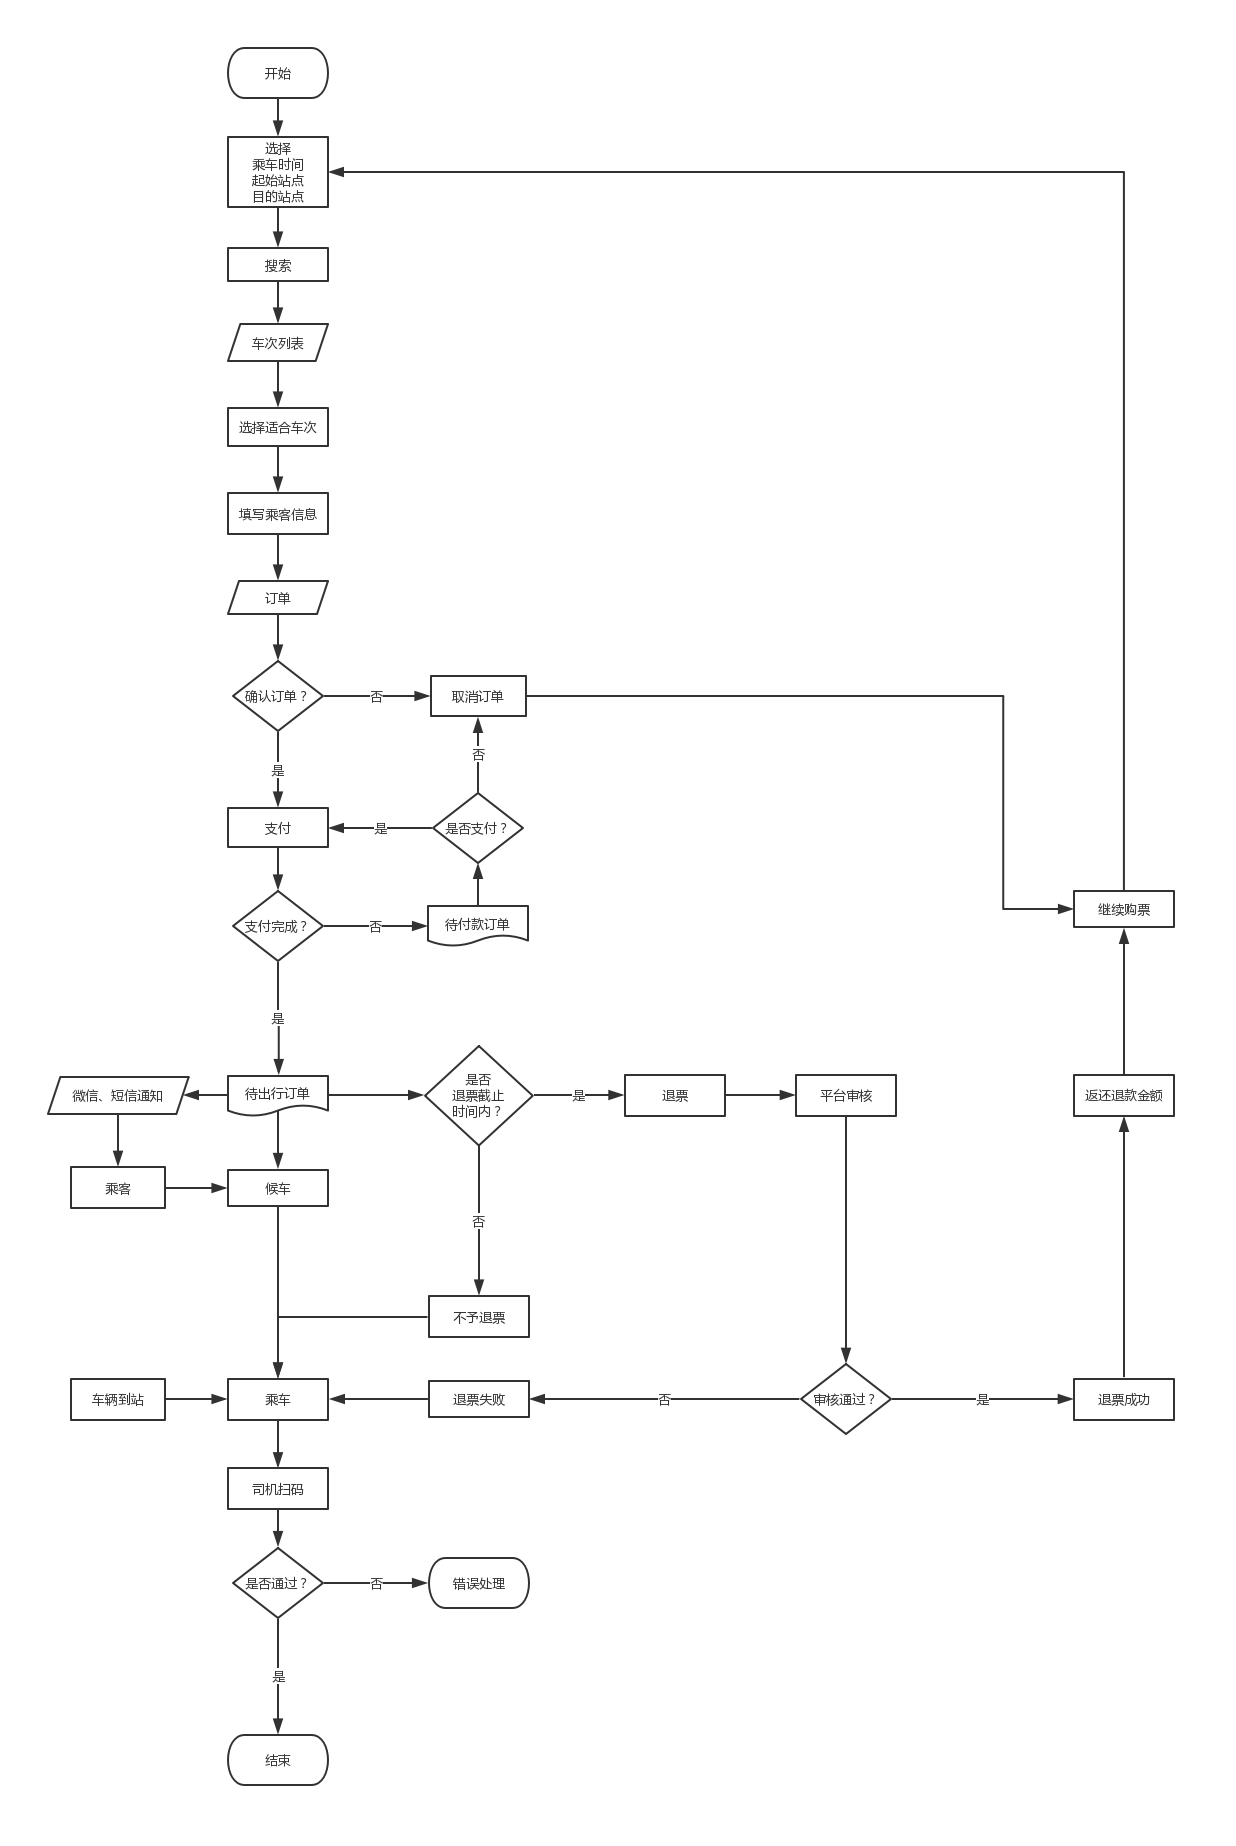 开始
选择
乘车时间
起始站点
目的站点
搜索
车次列表
选择适合车次
填写乘客信息
订单
确认订单？
否
取消订单
否
是
支付
是
是否支付？
继续购票
支付完成？
否
待付款订单
是
微信、短信通知
待出行订单
是否
退票截止
时间内？
是
退票
平台审核
返还退款金额
乘客
候车
否
不予退票
车辆到站
乘车
退票失败
否
审核通过？
是
退票成功
司机扫码
是否通过？
否
错误处理
是
结束